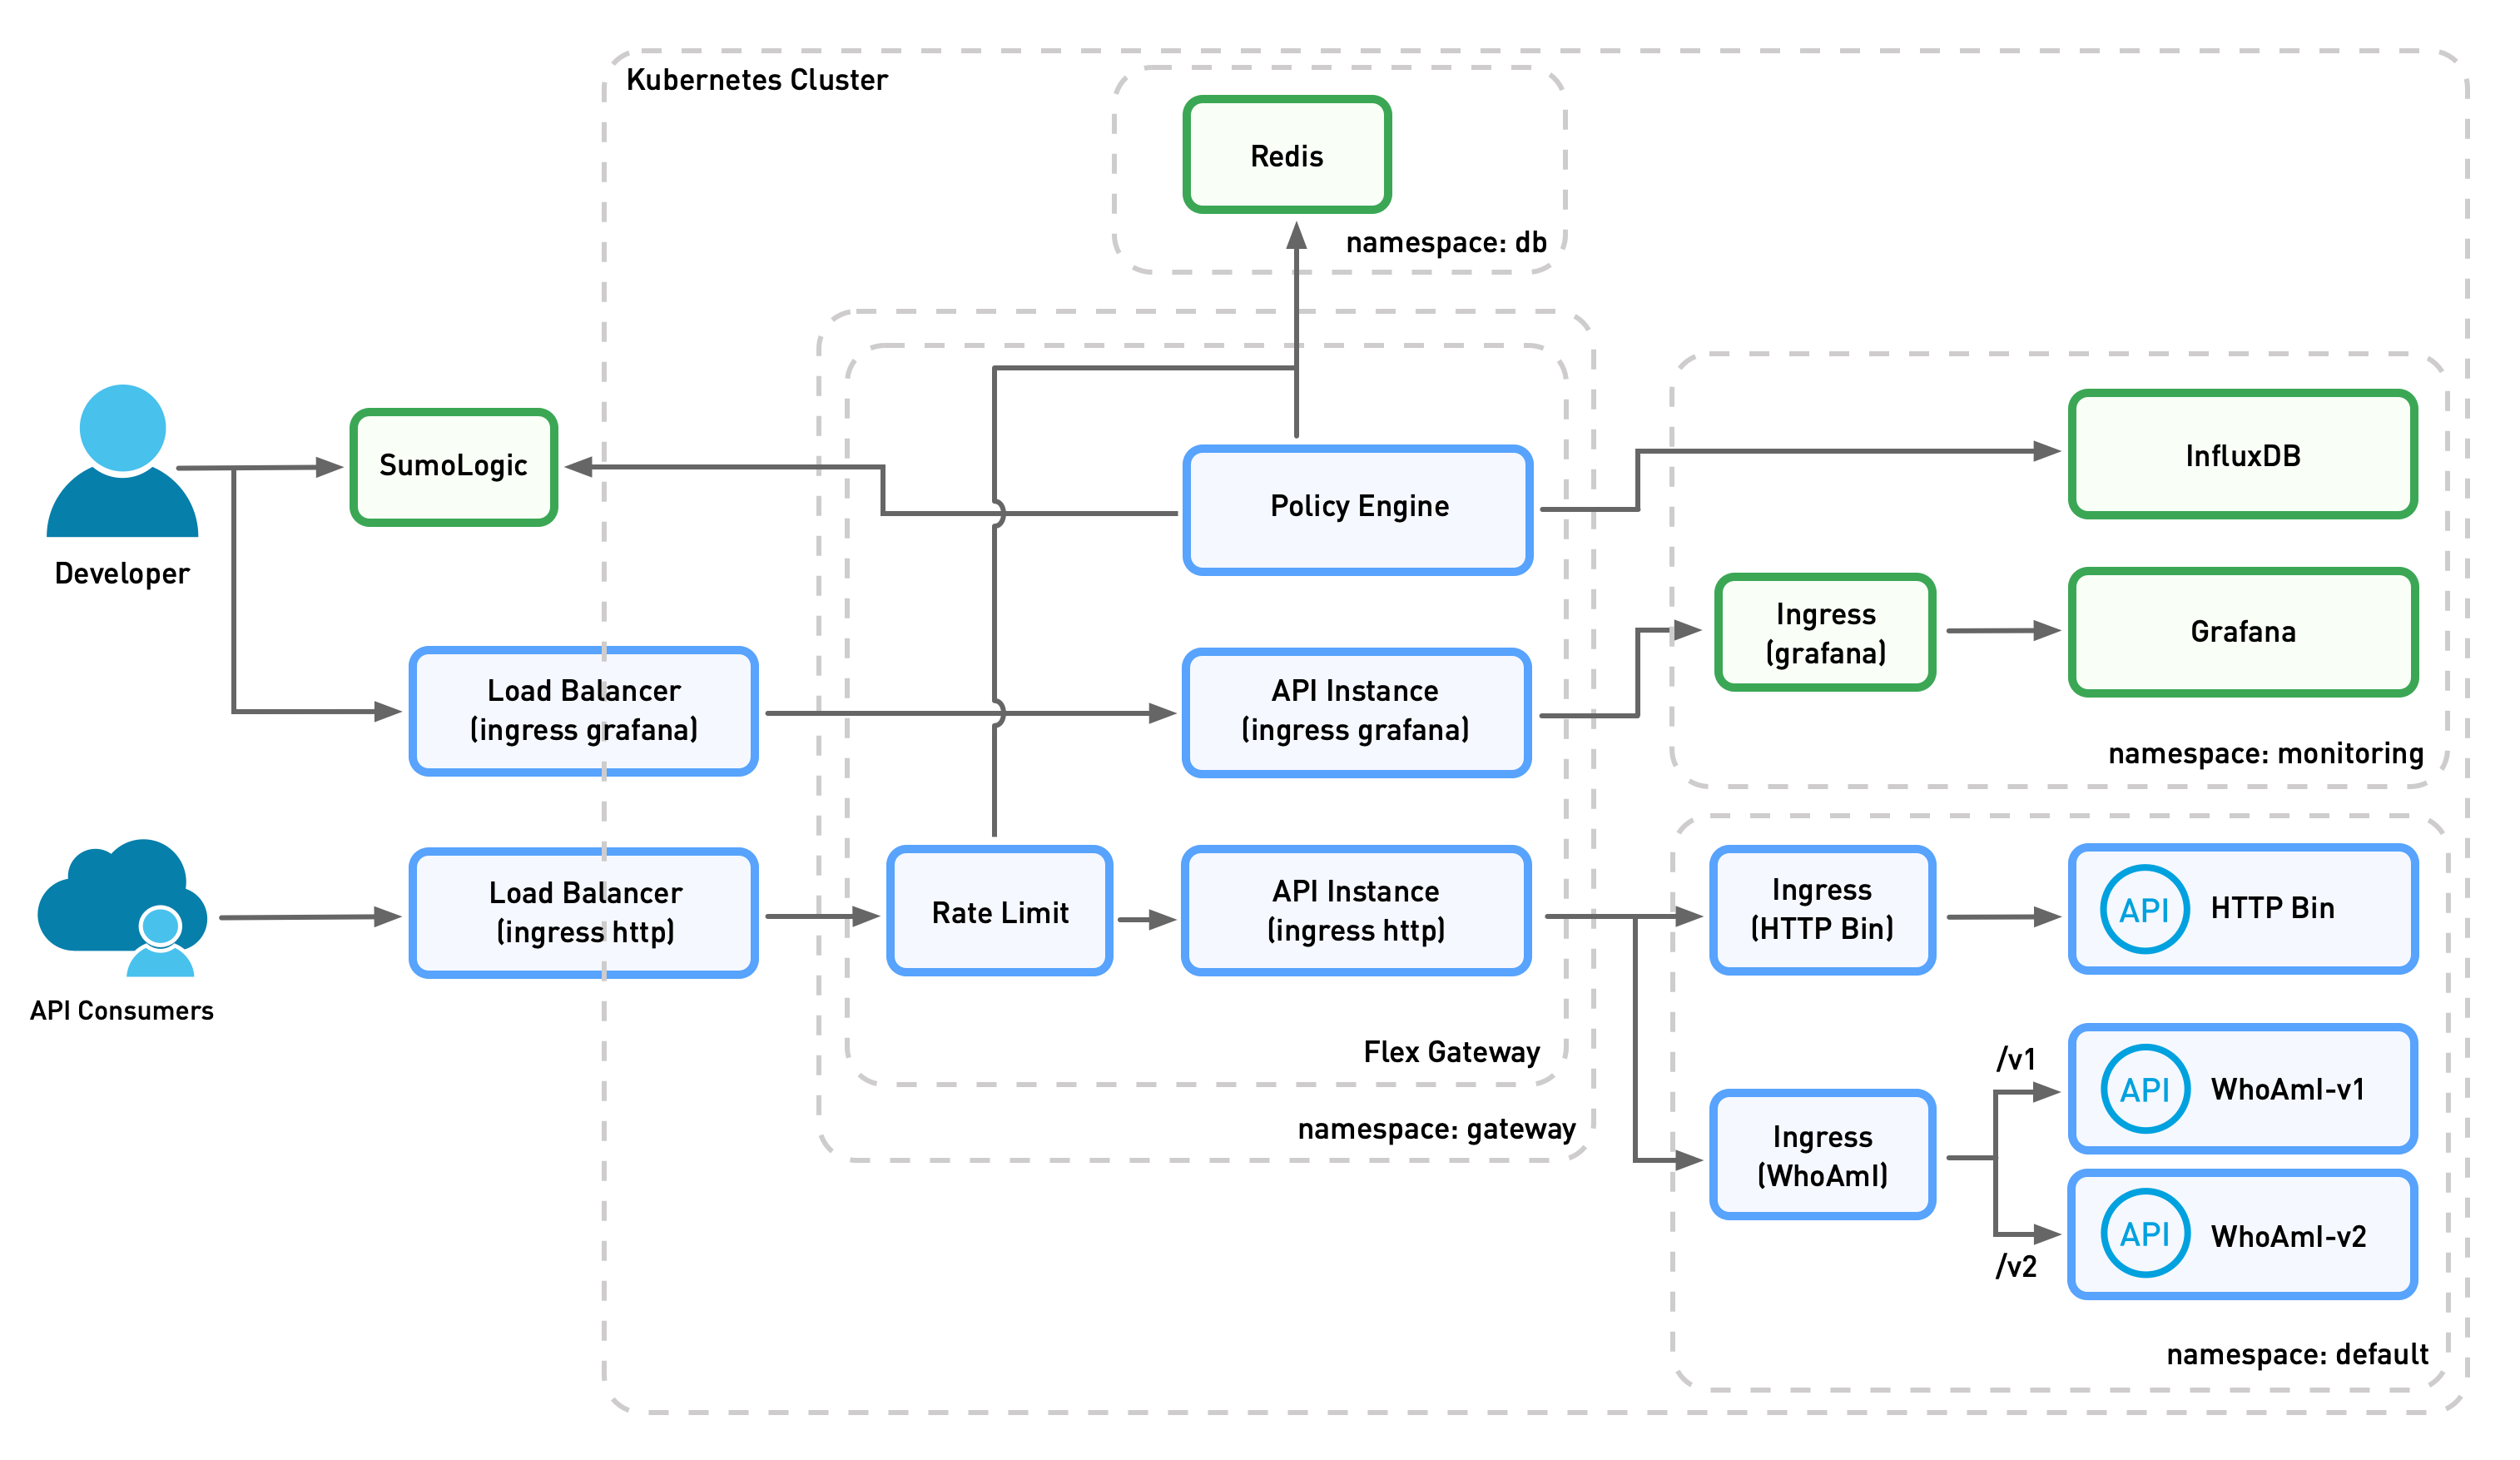 Kubernetes Cluster
Redis
namespace: db
Developer
SumoLogic
Policy Engine
InfluxDB
Load Balancer
(ingress grafana)
API Instance
(ingress grafana)
Ingress
(grafana)
Grafana
namespace: monitoring
API Consumers
Load Balancer
(ingress http)
Rate Limit
API Instance
(ingress http)
Ingress
(HTTP Bin)
API
HTTP Bin
Flex Gateway
namespace: gateway
Ingress
(WhoAmI)
/v1
API
WhoAmI-v1
/v2
API
WhoAmI-v2
namespace: default